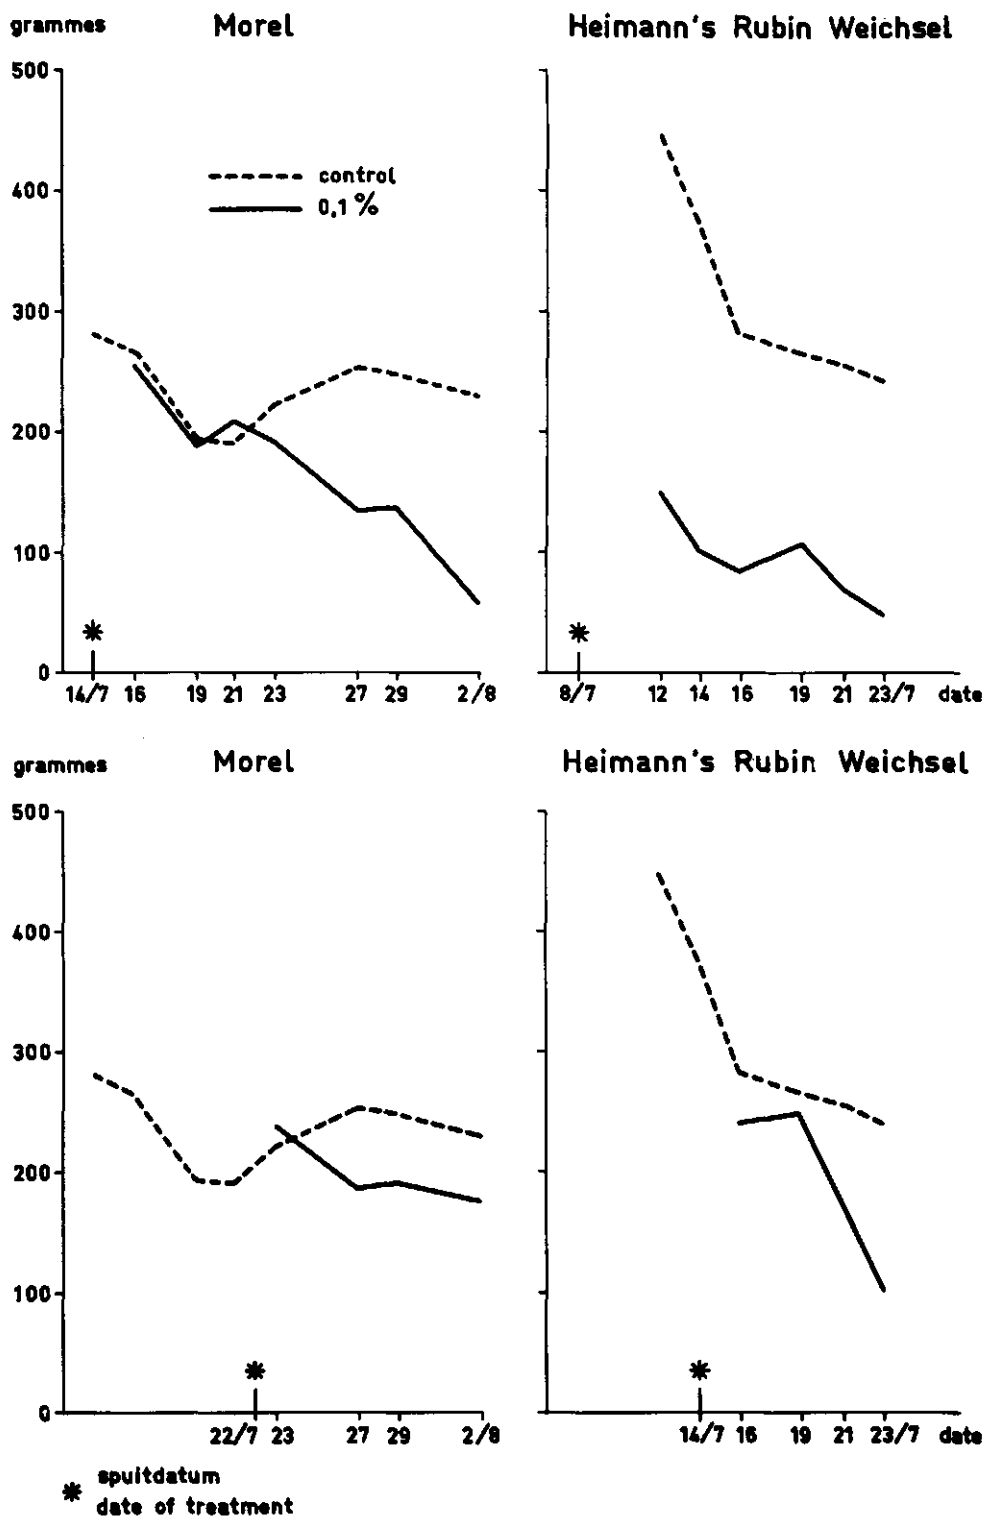 grammes Morel Heimann's Rubin Weichsel
500
400
300
200
100
0
control
0,1 %
14/7 16 19 21 23 27 29 2/8
8/7 12 14 16 19 21 23/7 date
grammes Morel Heimann's Rubin Weichsel
500
400
300
200
100
0
22/7 23 27 29 2/8
14/7 16 19 21 23/7 date
* spuitdatum
date of treatment